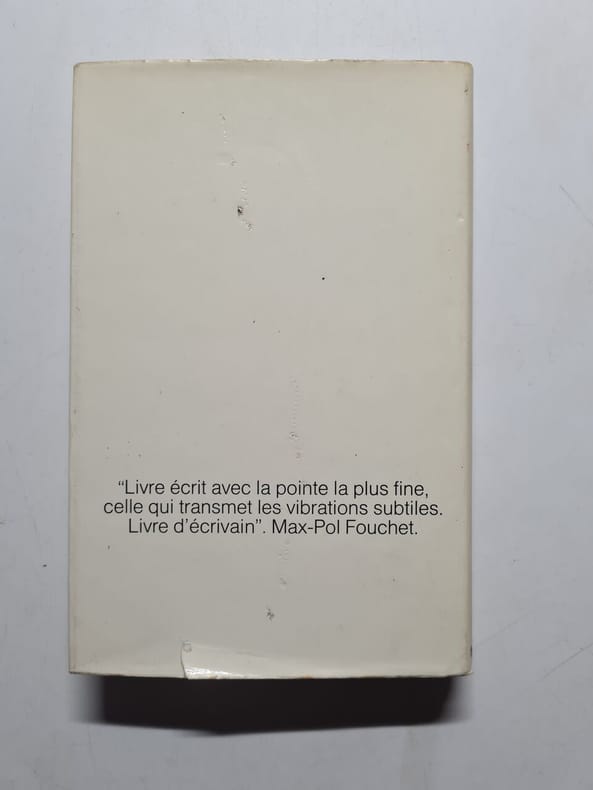 “Livre écrit avec la pointe la plus fine,
celle qui transmet les vibrations subtiles.
Livre d’écrivain”. Max-Pol Fouchet.